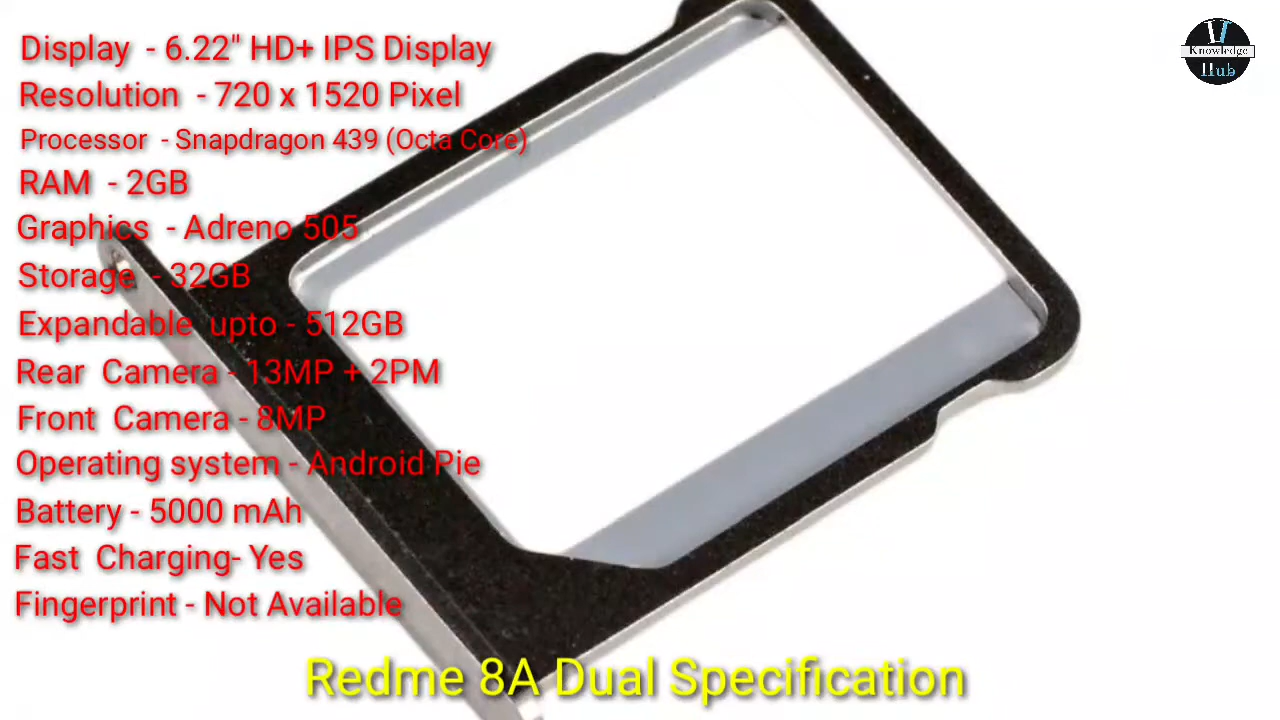 Display - 6.22" HD+ IPS Display
Resolution - 720 x 1520 Pixel
Processor - Snapdragon 439 (Octa Core)
RAM - 2GB
Graphics - Adreno 505
Storage - 32GB
Expandable upto - 512GB
Rear Camera - 13MP + 2PM
Front Camera - 8MP
Operating system - Android Pie
Battery - 5000 mAh
Fast Charging- Yes
Fingerprint - Not Available
Redme 8A Dual Specification
Knowledge
Hub